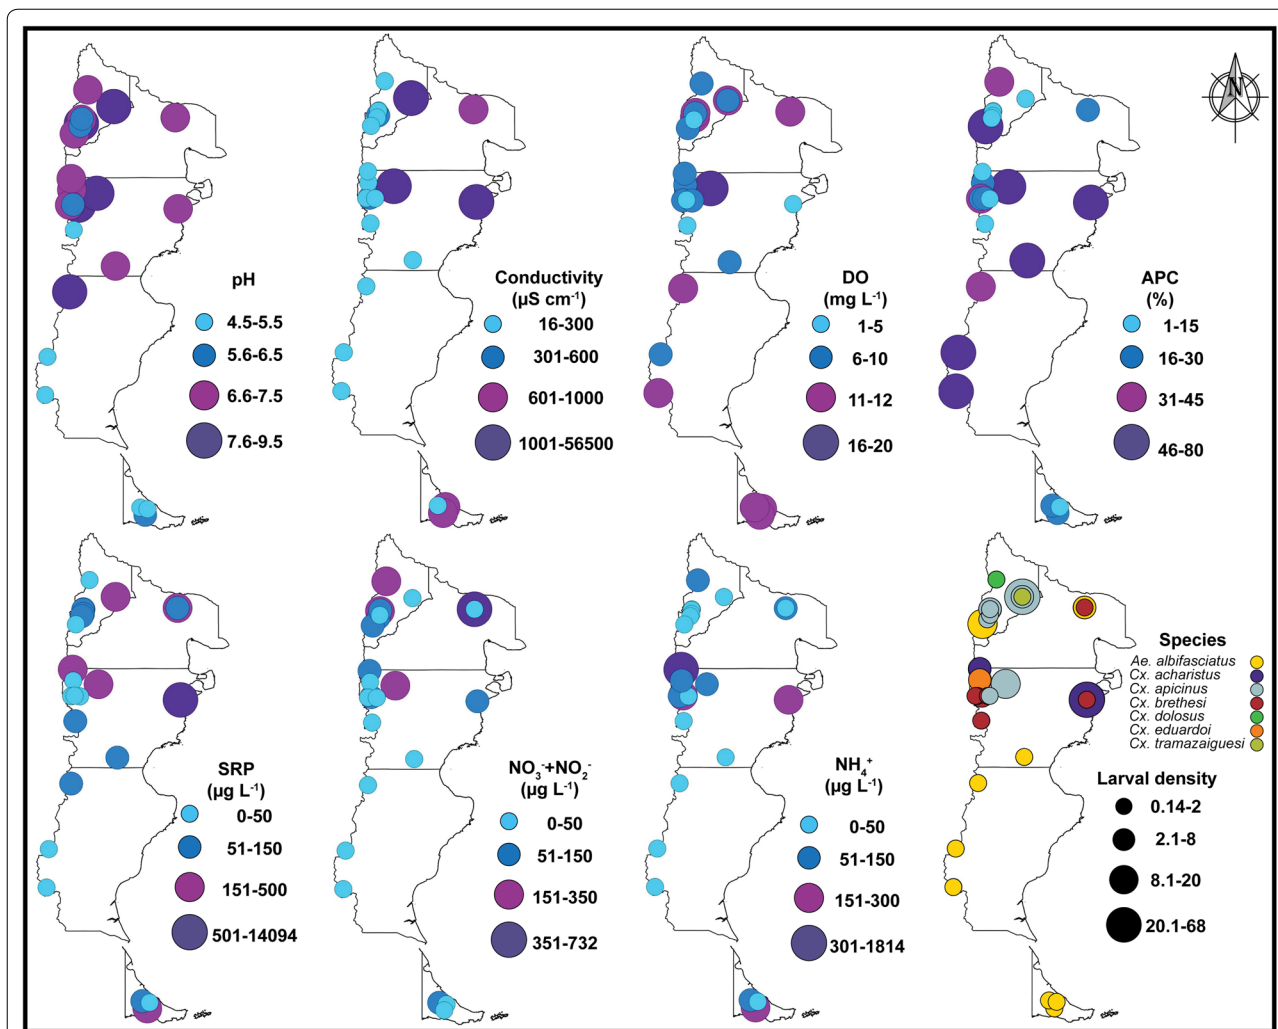 N
pH
4.5-5.5
5.6-6.5
6.6-7.5
7.6-9.5
Conductivity
(µS cm⁻¹)
16-300
301-600
601-1000
1001-56500
DO
(mg L⁻¹)
1-5
6-10
11-12
16-20
APC
(%)
1-15
16-30
31-45
46-80
SRP
(µg L⁻¹)
0-50
51-150
151-500
501-14094
NO₃⁻+NO₂⁻
(µg L⁻¹)
0-50
51-150
151-350
351-732
NH₄⁺
(µg L⁻¹)
0-50
51-150
151-300
301-1814
Species
Ae. albifasciatus
Cx. acharistus
Cx. apicinus
Cx. brethesi
Cx. dolosus
Cx. eduardoi
Cx. tramazaiguesi
Larval density
0.14-2
2.1-8
8.1-20
20.1-68